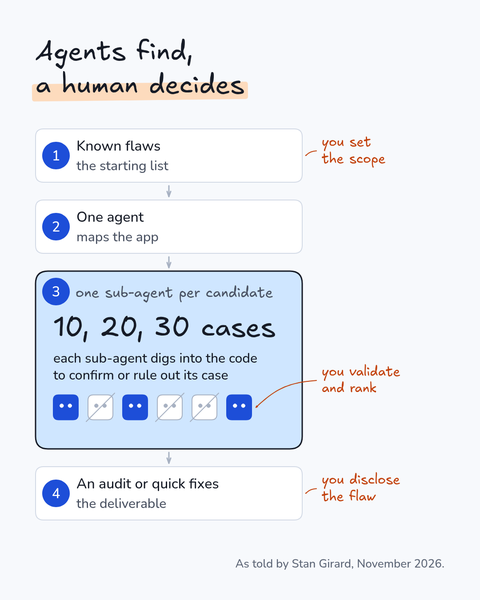 Agents find,
a human decides
1
Known flaws
the starting list
you set
the scope
2
One agent
maps the app
3
one sub-agent per candidate
10, 20, 30 cases
each sub-agent digs into the code
to confirm or rule out its case
you validate
and rank
4
An audit or quick fixes
the deliverable
you disclose
the flaw
As told by Stan Girard, November 2026.